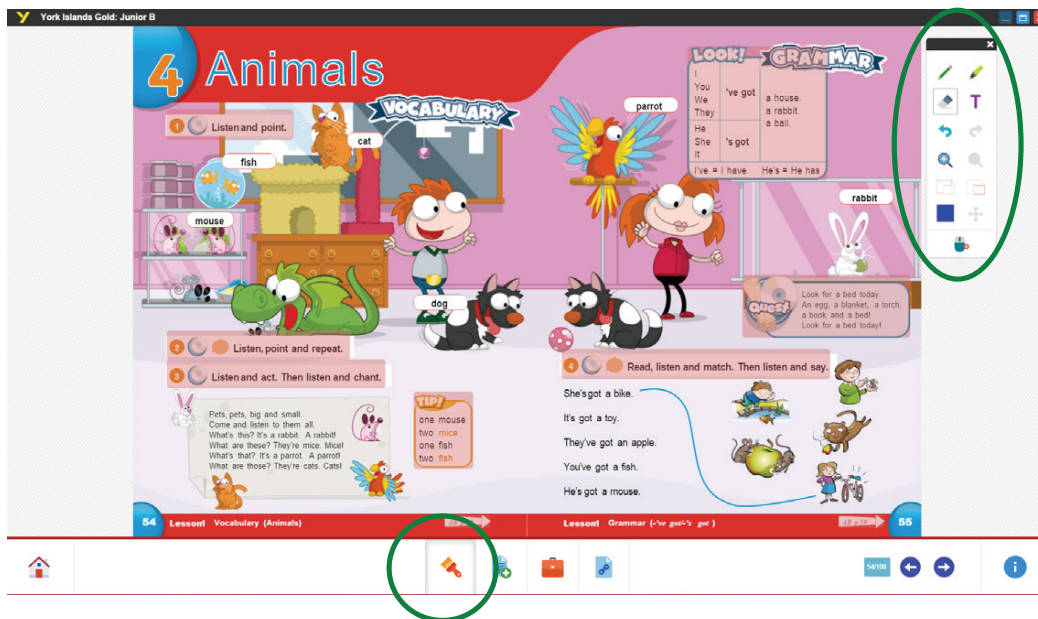 York Islands Gold: Junior B
4 Animals
VOCABULARY
1 Listen and point.
cat
fish
mouse
dog
2 Listen, point and repeat.
3 Listen and act. Then listen and chant.
Pets, pets, big and small.
Come and listen to them all.
What's this? It's a rabbit. A rabbit!
What are these? They're mice. Mice!
What's that? It's a parrot. A parrot!
What are those? They're cats. Cats!
TIP!
one mouse
two mice
one fish
two fish
54 Lesson1 Vocabulary (Animals)
parrot
LOOK! GRAMMAR
I
You
We
They
've got
He
She
It
's got
a house.
a rabbit.
a ball.
I've = I have He's = He has
rabbit
Quest
Look for a bed today.
An egg, a blanket, a torch,
a book and a bed!
Look for a bed today!
4 Read, listen and match. Then listen and say.
She's got a bike.
It's got a toy.
They've got an apple.
You've got a fish.
He's got a mouse.
Lesson1 Grammar (-'ve got/-'s got )
55
T
54/106
i